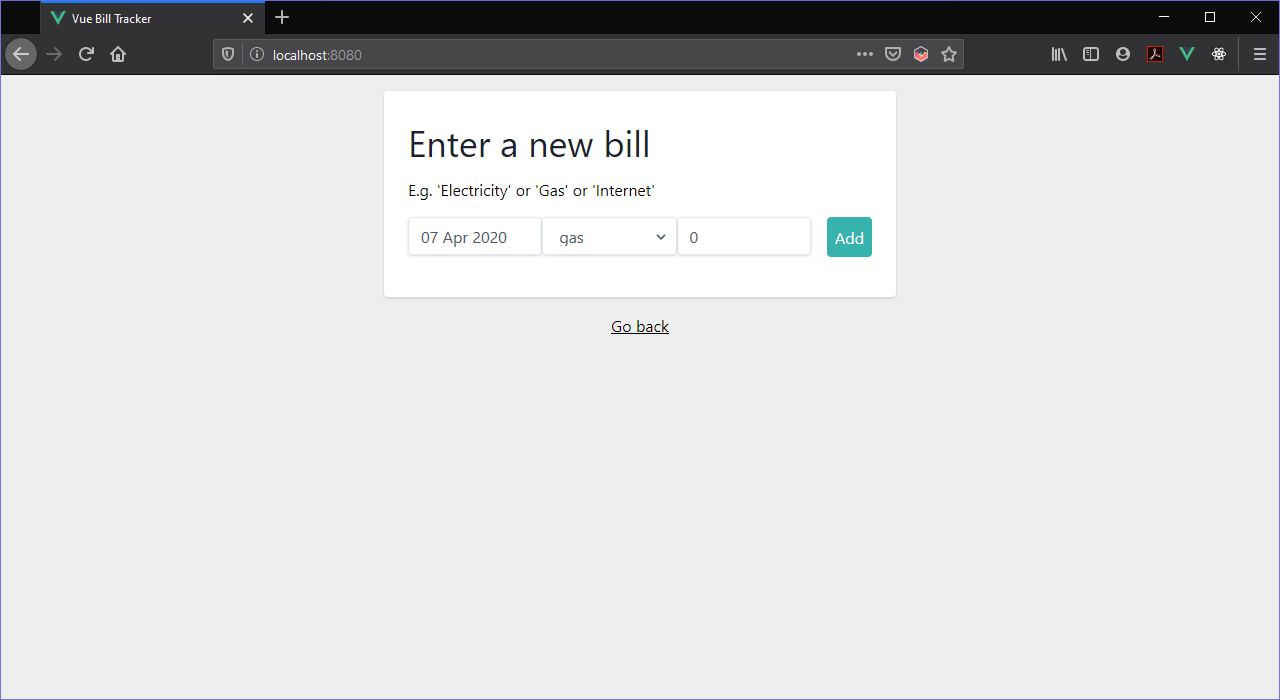 Vue Bill Tracker
localhost:8080
Enter a new bill
E.g. 'Electricity' or 'Gas' or 'Internet'
07 Apr 2020 gas 0 Add
Go back